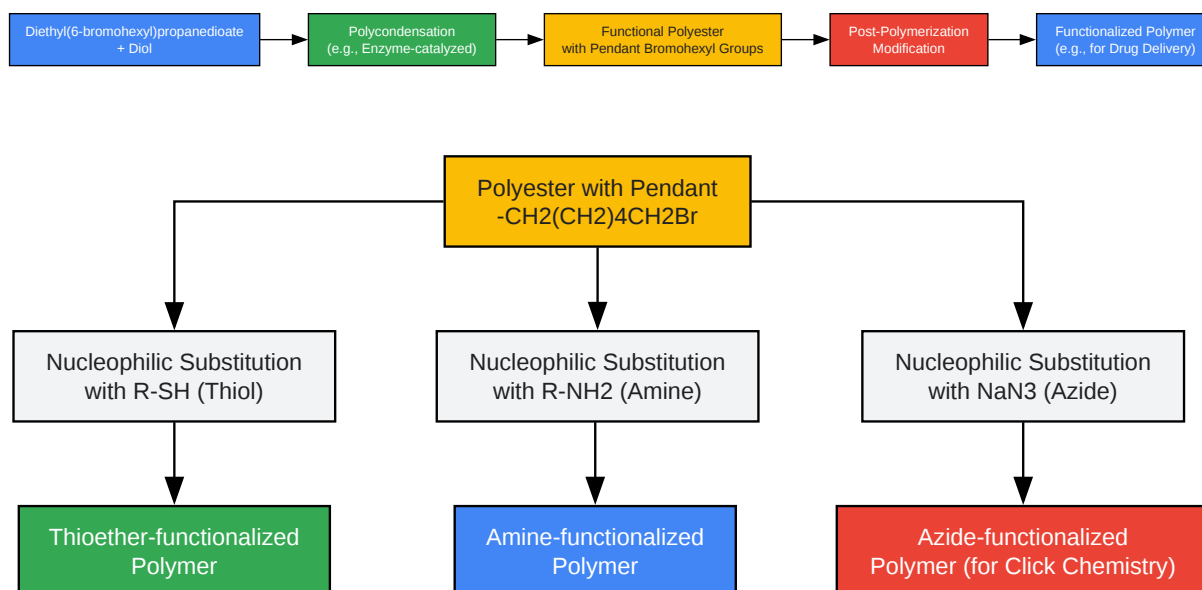 Diethyl(6-bromohexyl)propanedioate
+ Diol
Polycondensation
(e.g., Enzyme-catalyzed)
Functional Polyester
with Pendant Bromohexyl Groups
Post-Polymerization
Modification
Functionalized Polymer
(e.g., for Drug Delivery)
Polyester with Pendant
-CH2(CH2)4CH2Br
Nucleophilic Substitution
with R-SH (Thiol)
Nucleophilic Substitution
with R-NH2 (Amine)
Nucleophilic Substitution
with NaN3 (Azide)
Thioether-functionalized
Polymer
Amine-functionalized
Polymer
Azide-functionalized
Polymer (for Click Chemistry)